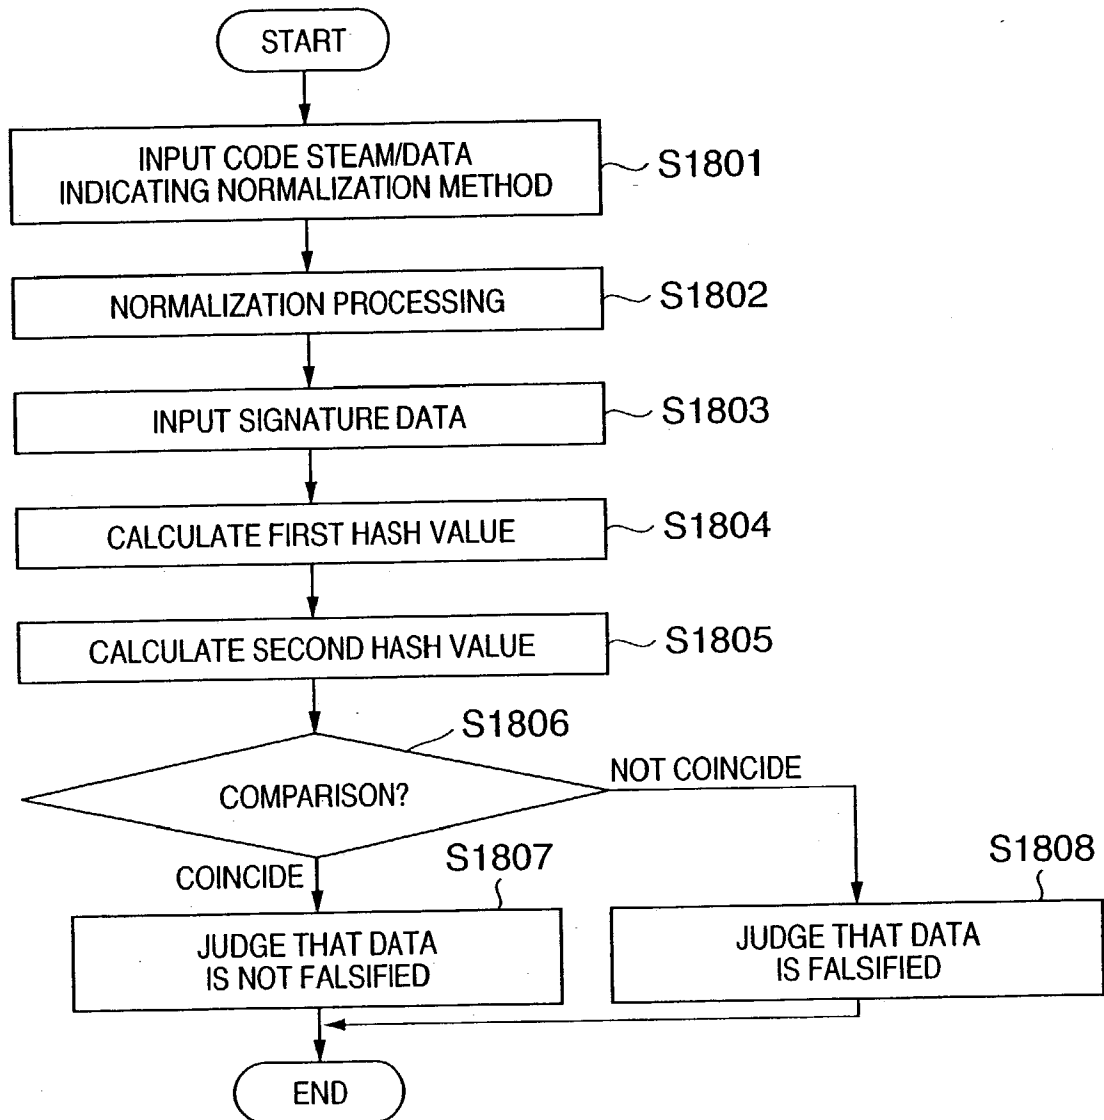 START
INPUT CODE STEAM/DATA
INDICATING NORMALIZATION METHOD
S1801
NORMALIZATION PROCESSING
S1802
INPUT SIGNATURE DATA
S1803
CALCULATE FIRST HASH VALUE
S1804
CALCULATE SECOND HASH VALUE
S1805
S1806
COMPARISON?
NOT COINCIDE
COINCIDE
S1807
S1808
JUDGE THAT DATA
IS NOT FALSIFIED
JUDGE THAT DATA
IS FALSIFIED
END